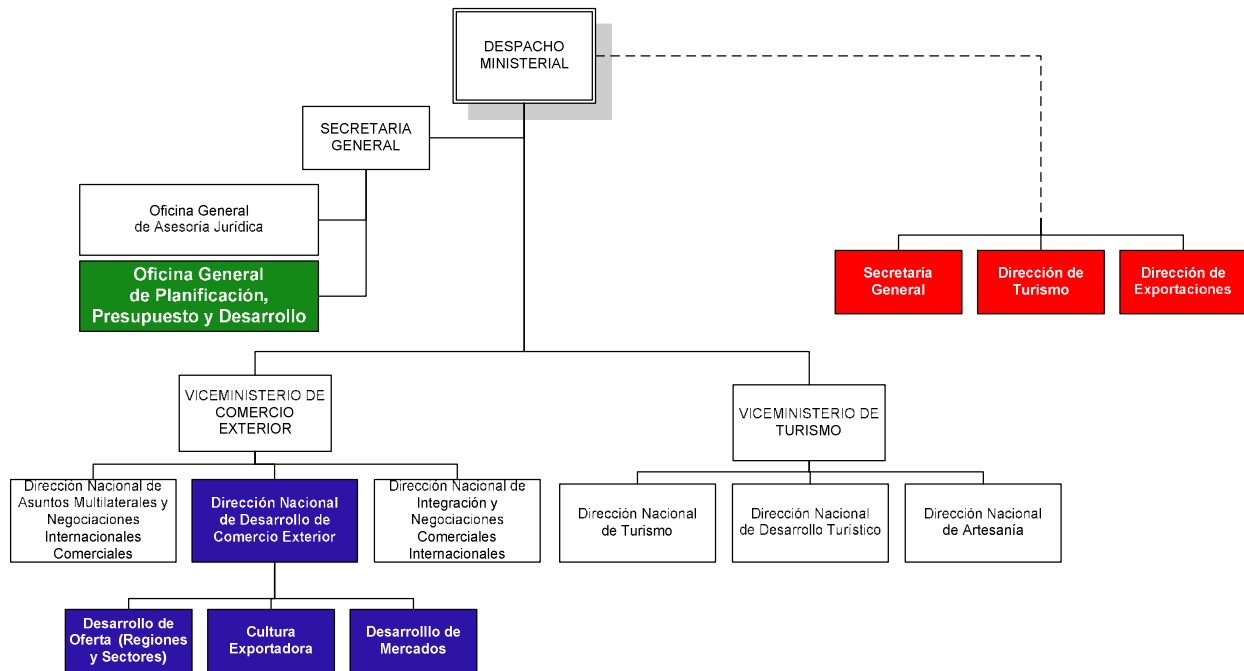 DESPACHO
MINISTERIAL
SECRETARIA
GENERAL
Oficina General
de Asesoría Jurídica
Oficina General
de Planificación,
Presupuesto y Desarrollo
Secretaría
General
Dirección de
Turismo
Dirección de
Exportaciones
VICEMINISTERIO DE
COMERCIO
EXTERIOR
VICEMINISTERIO DE
TURISMO
Dirección Nacional de
Asuntos Multilaterales y
Negociaciones
Internacionales
Comerciales
Dirección Nacional
de Desarrollo de
Comercio Exterior
Dirección Nacional de
Integración y
Negociaciones
Comerciales
Internacionales
Dirección Nacional
de Turismo
Dirección Nacional
de Desarrollo Turístico
Dirección Nacional
de Artesanía
Desarrollo de
Oferta (Regiones
y Sectores)
Cultura
Exportadora
Desarrolllo de
Mercados